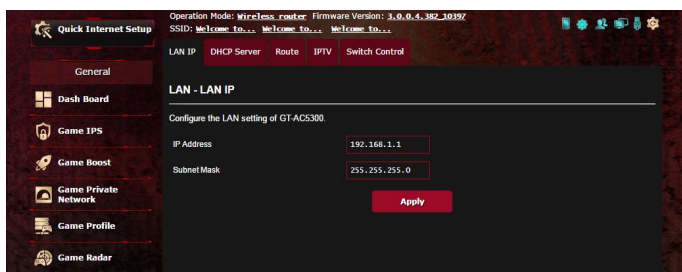 Quick Internet Setup
General
Dash Board
Game IPS
Game Boost
Game Private
Network
Game Profile
Game Radar
Operation Mode: Wireless router Firmware Version: 3.0.0.4.382_10397
SSID: Welcome to... Welcome to... Welcome to...
LAN IP DHCP Server Route IPTV Switch Control
LAN - LAN IP
Configure the LAN setting of GT-AC5300.
IP Address 192.168.1.1
Subnet Mask 255.255.255.0
Apply